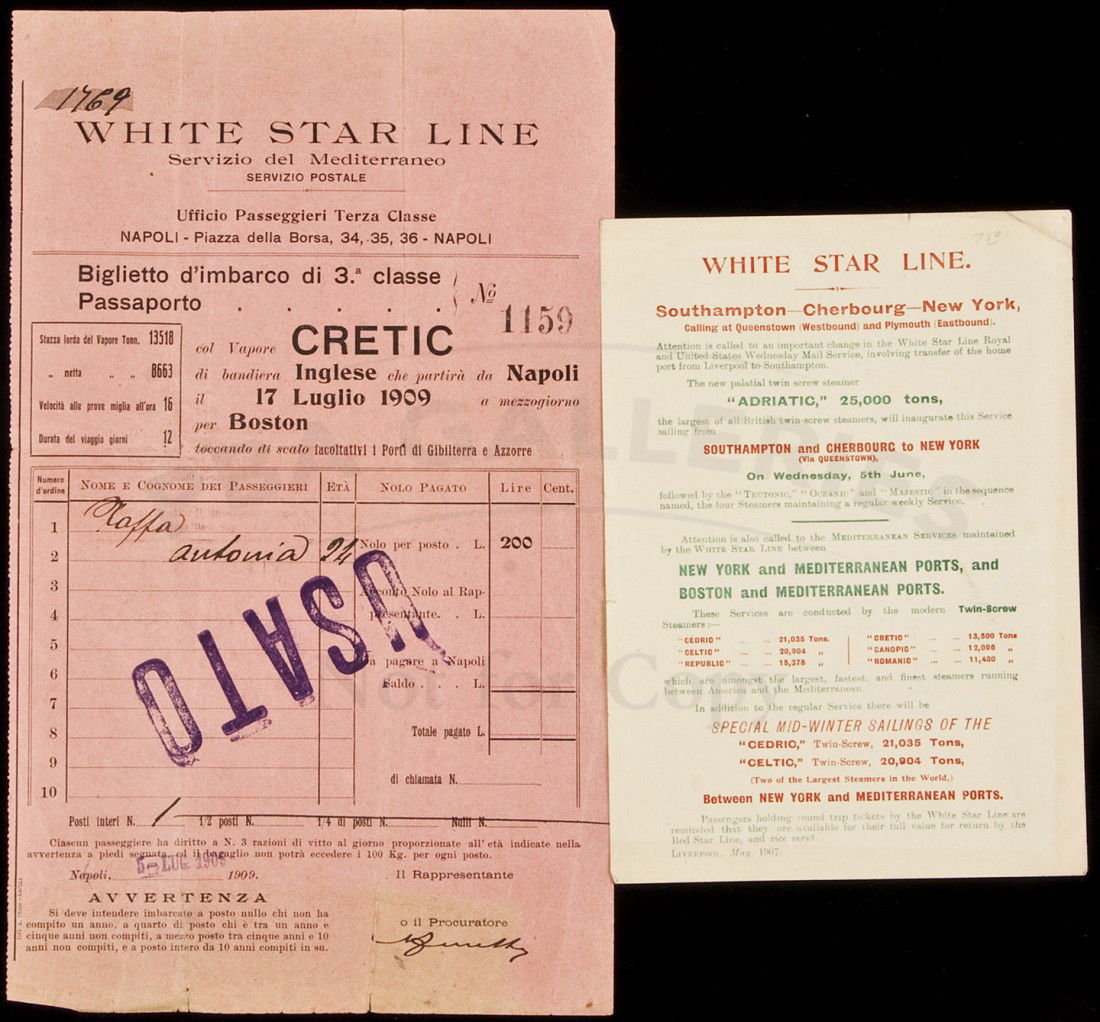 1769
WHITE STAR LINE
Servizio del Mediterraneo
SERVIZIO POSTALE
Ufficio Passeggieri Terza Classe
NAPOLI - Piazza della Borsa, 34, 35, 36 - NAPOLI
Biglietto d'imbarco di 3.ª classe
Passaporto . . . . . .
No 1159
Stazza lorda del Vapore Tonn. 13518
„ netta „ „ 8663
Velocità alle prove miglia all'ora 16
Durata del viaggio giorni 12
col Vapore CRETIC
di bandiera Inglese che partirà da Napoli
il 17 Luglio 1909 a mezzogiorno
per Boston
toccando di scalo facoltativi i Porti di Gibilterra e Azzorre
Numero d'ordine NOME E COGNOME DEI PASSEGGIERI ETÀ NOLO PAGATO Lire Cent.
1
2 antonia 24 Nolo per posto . L. 200
3 Nolo al Rap-
4 presentante. . L.
5
6 pagare a Napoli
7 Saldo . . . . L.
8 Totale pagato L.
9 di chiamata N.
10
USATO
Posti interi N. 1 1/2 posti N. 1/4 di posti N. Nulli N.
Ciascun passeggiere ha diritto a N. 3 razioni di vitto al giorno proporzionate all'età indicate nella
avvertenza a piedi segnata, ed il bagaglio non potrà eccedere i 100 Kg. per ogni posto.
Napoli, 5 LUG 1909 1909.
Il Rappresentante
AVVERTENZA
Si deve intendere imbarcato a posto nullo chi non ha
compito un anno, a quarto di posto chi è tra un anno e
cinque anni non compiti, a mezzo posto tra cinque anni e 10
anni non compiti, e a posto intero da 10 anni compiti in su.
o il Procuratore
WHITE STAR LINE.
Southampton—Cherbourg—New York,
Calling at Queenstown (Westbound) and Plymouth (Eastbound).
Attention is called to an important change in the White Star Line Royal
and United States Wednesday Mail Service, involving transfer of the home
port from Liverpool to Southampton.
The new palatial twin screw steamer
"ADRIATIC," 25,000 tons,
the largest of all British twin-screw steamers, will inaugurate this Service
sailing from
SOUTHAMPTON and CHERBOURG to NEW YORK
(Via QUEENSTOWN),
On Wednesday, 5th June,
followed by the "TEUTONIC," "OCEANIC" and "MAJESTIC" in the sequence
named, the four Steamers maintaining a regular weekly Service.
Attention is also called to the MEDITERRANEAN SERVICES maintained
by the WHITE STAR LINE between
NEW YORK and MEDITERRANEAN PORTS, and
BOSTON and MEDITERRANEAN PORTS.
These Services are conducted by the modern Twin-Screw
Steamers:—
"CEDRIC" ... ... 21,035 Tons. "CRETIC" ... ... 13,500 Tons
"CELTIC" ... ... 20,904 „ "CANOPIC" ... ... 12,096 „
"REPUBLIC" ... ... 15,378 „ "ROMANIC" ... ... 11,400 „
which are amongst the largest, fastest, and finest steamers running
between America and the Mediterranean.
In addition to the regular Service there will be
SPECIAL MID-WINTER SAILINGS OF THE
"CEDRIC," Twin-Screw, 21,035 Tons,
"CELTIC," Twin-Screw, 20,904 Tons,
(Two of the Largest Steamers in the World,)
Between NEW YORK and MEDITERRANEAN PORTS.
Passengers holding round trip tickets by the White Star Line are
reminded that they are available for their full value for return by the
Red Star Line, and vice versâ.
LIVERPOOL, May, 1907.
Not for Copy